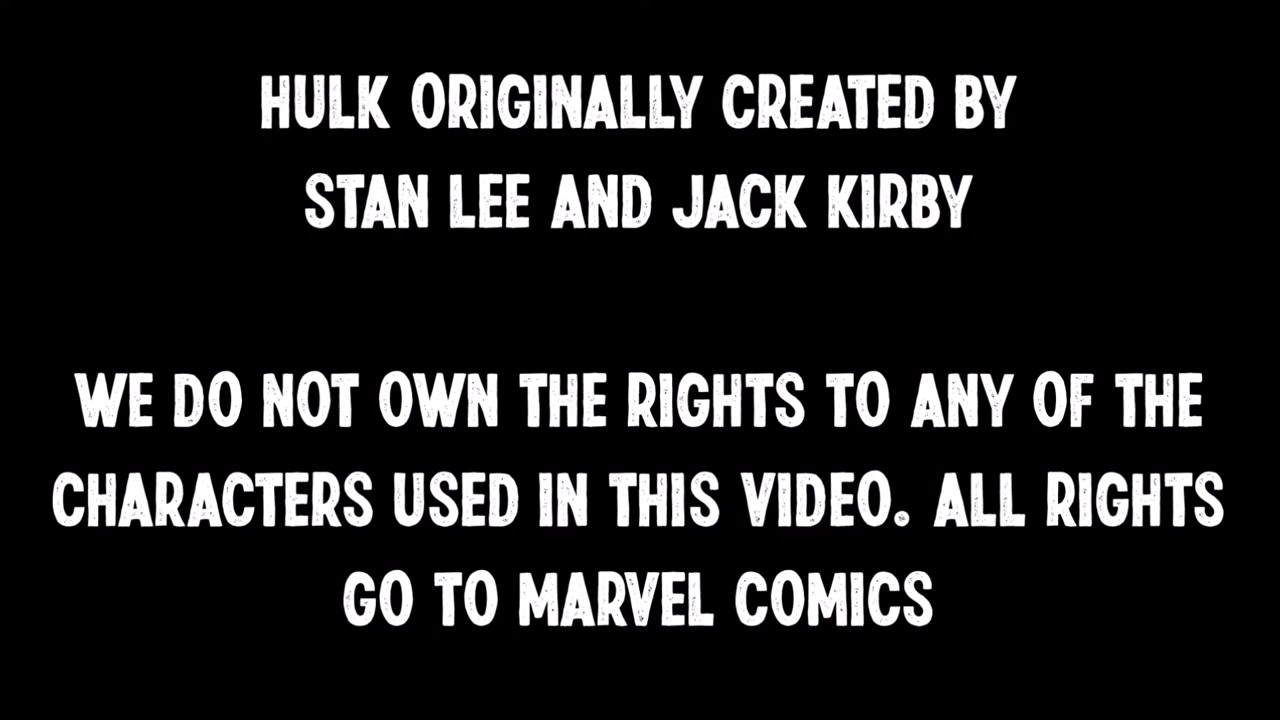 HULK ORIGINALLY CREATED BY
STAN LEE AND JACK KIRBY
WE DO NOT OWN THE RIGHTS TO ANY OF THE
CHARACTERS USED IN THIS VIDEO. ALL RIGHTS
GO TO MARVEL COMICS